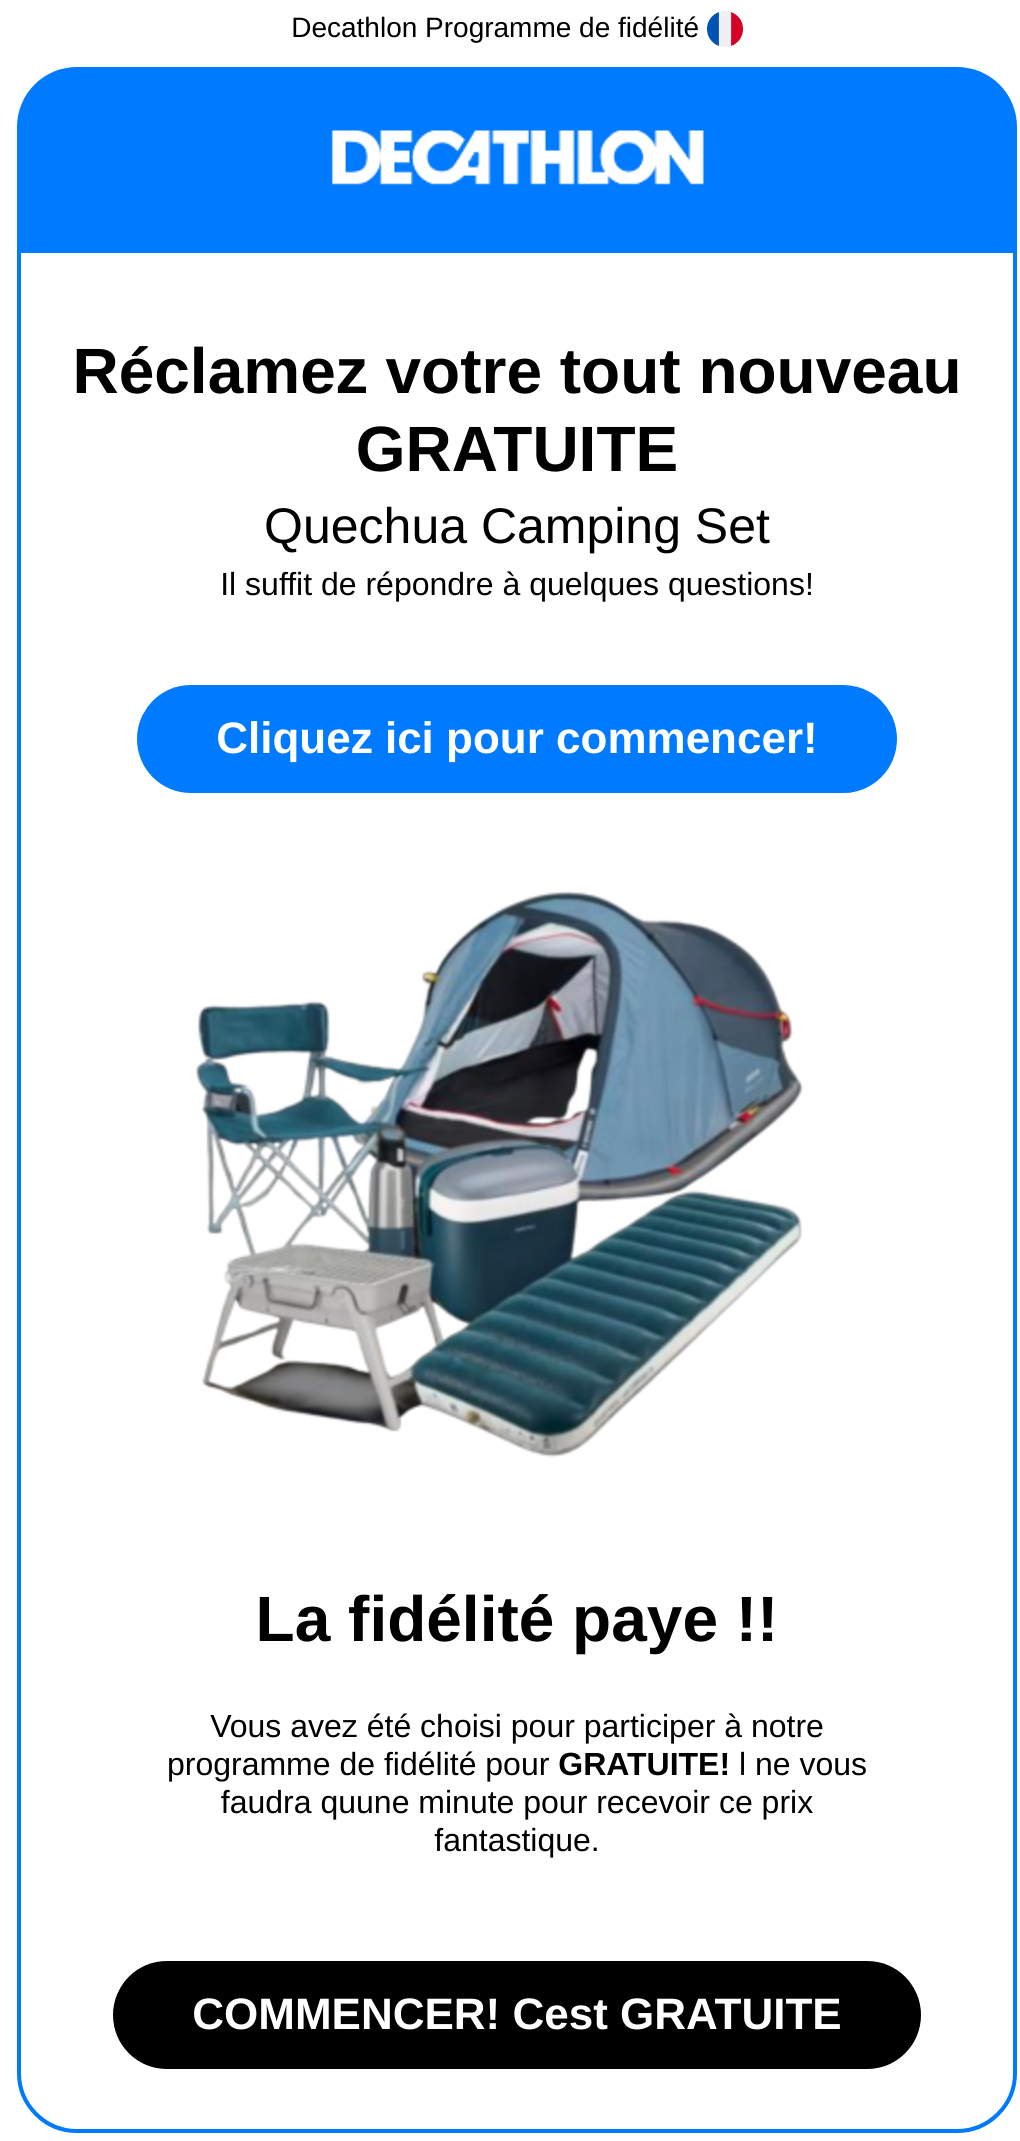 Decathlon Programme de fidélité
DECATHLON
Réclamez votre tout nouveau
GRATUITE
Quechua Camping Set
Il suffit de répondre à quelques questions!
Cliquez ici pour commencer!
La fidélité paye !!
Vous avez été choisi pour participer à notre
programme de fidélité pour GRATUITE! l ne vous
faudra quune minute pour recevoir ce prix
fantastique.
COMMENCER! Cest GRATUITE